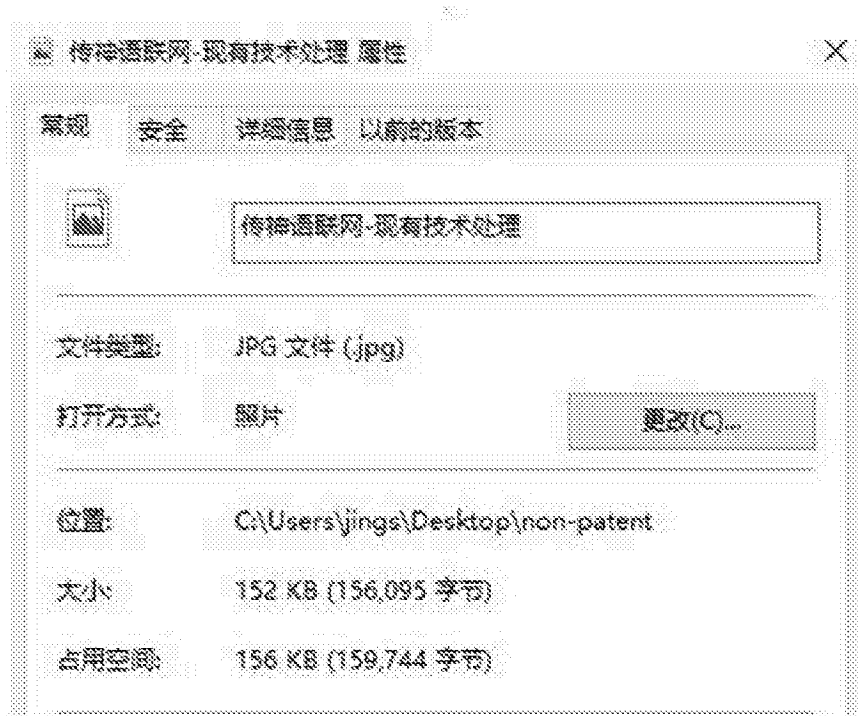 传神语联网-现有技术处理 属性
常规 安全 详细信息 以前的版本
传神语联网-现有技术处理
文件类型: JPG 文件 (.jpg)
打开方式: 照片 更改(C)...
位置: C:\Users\jings\Desktop\non-patent
大小: 152 KB (156,095 字节)
占用空间: 156 KB (159,744 字节)